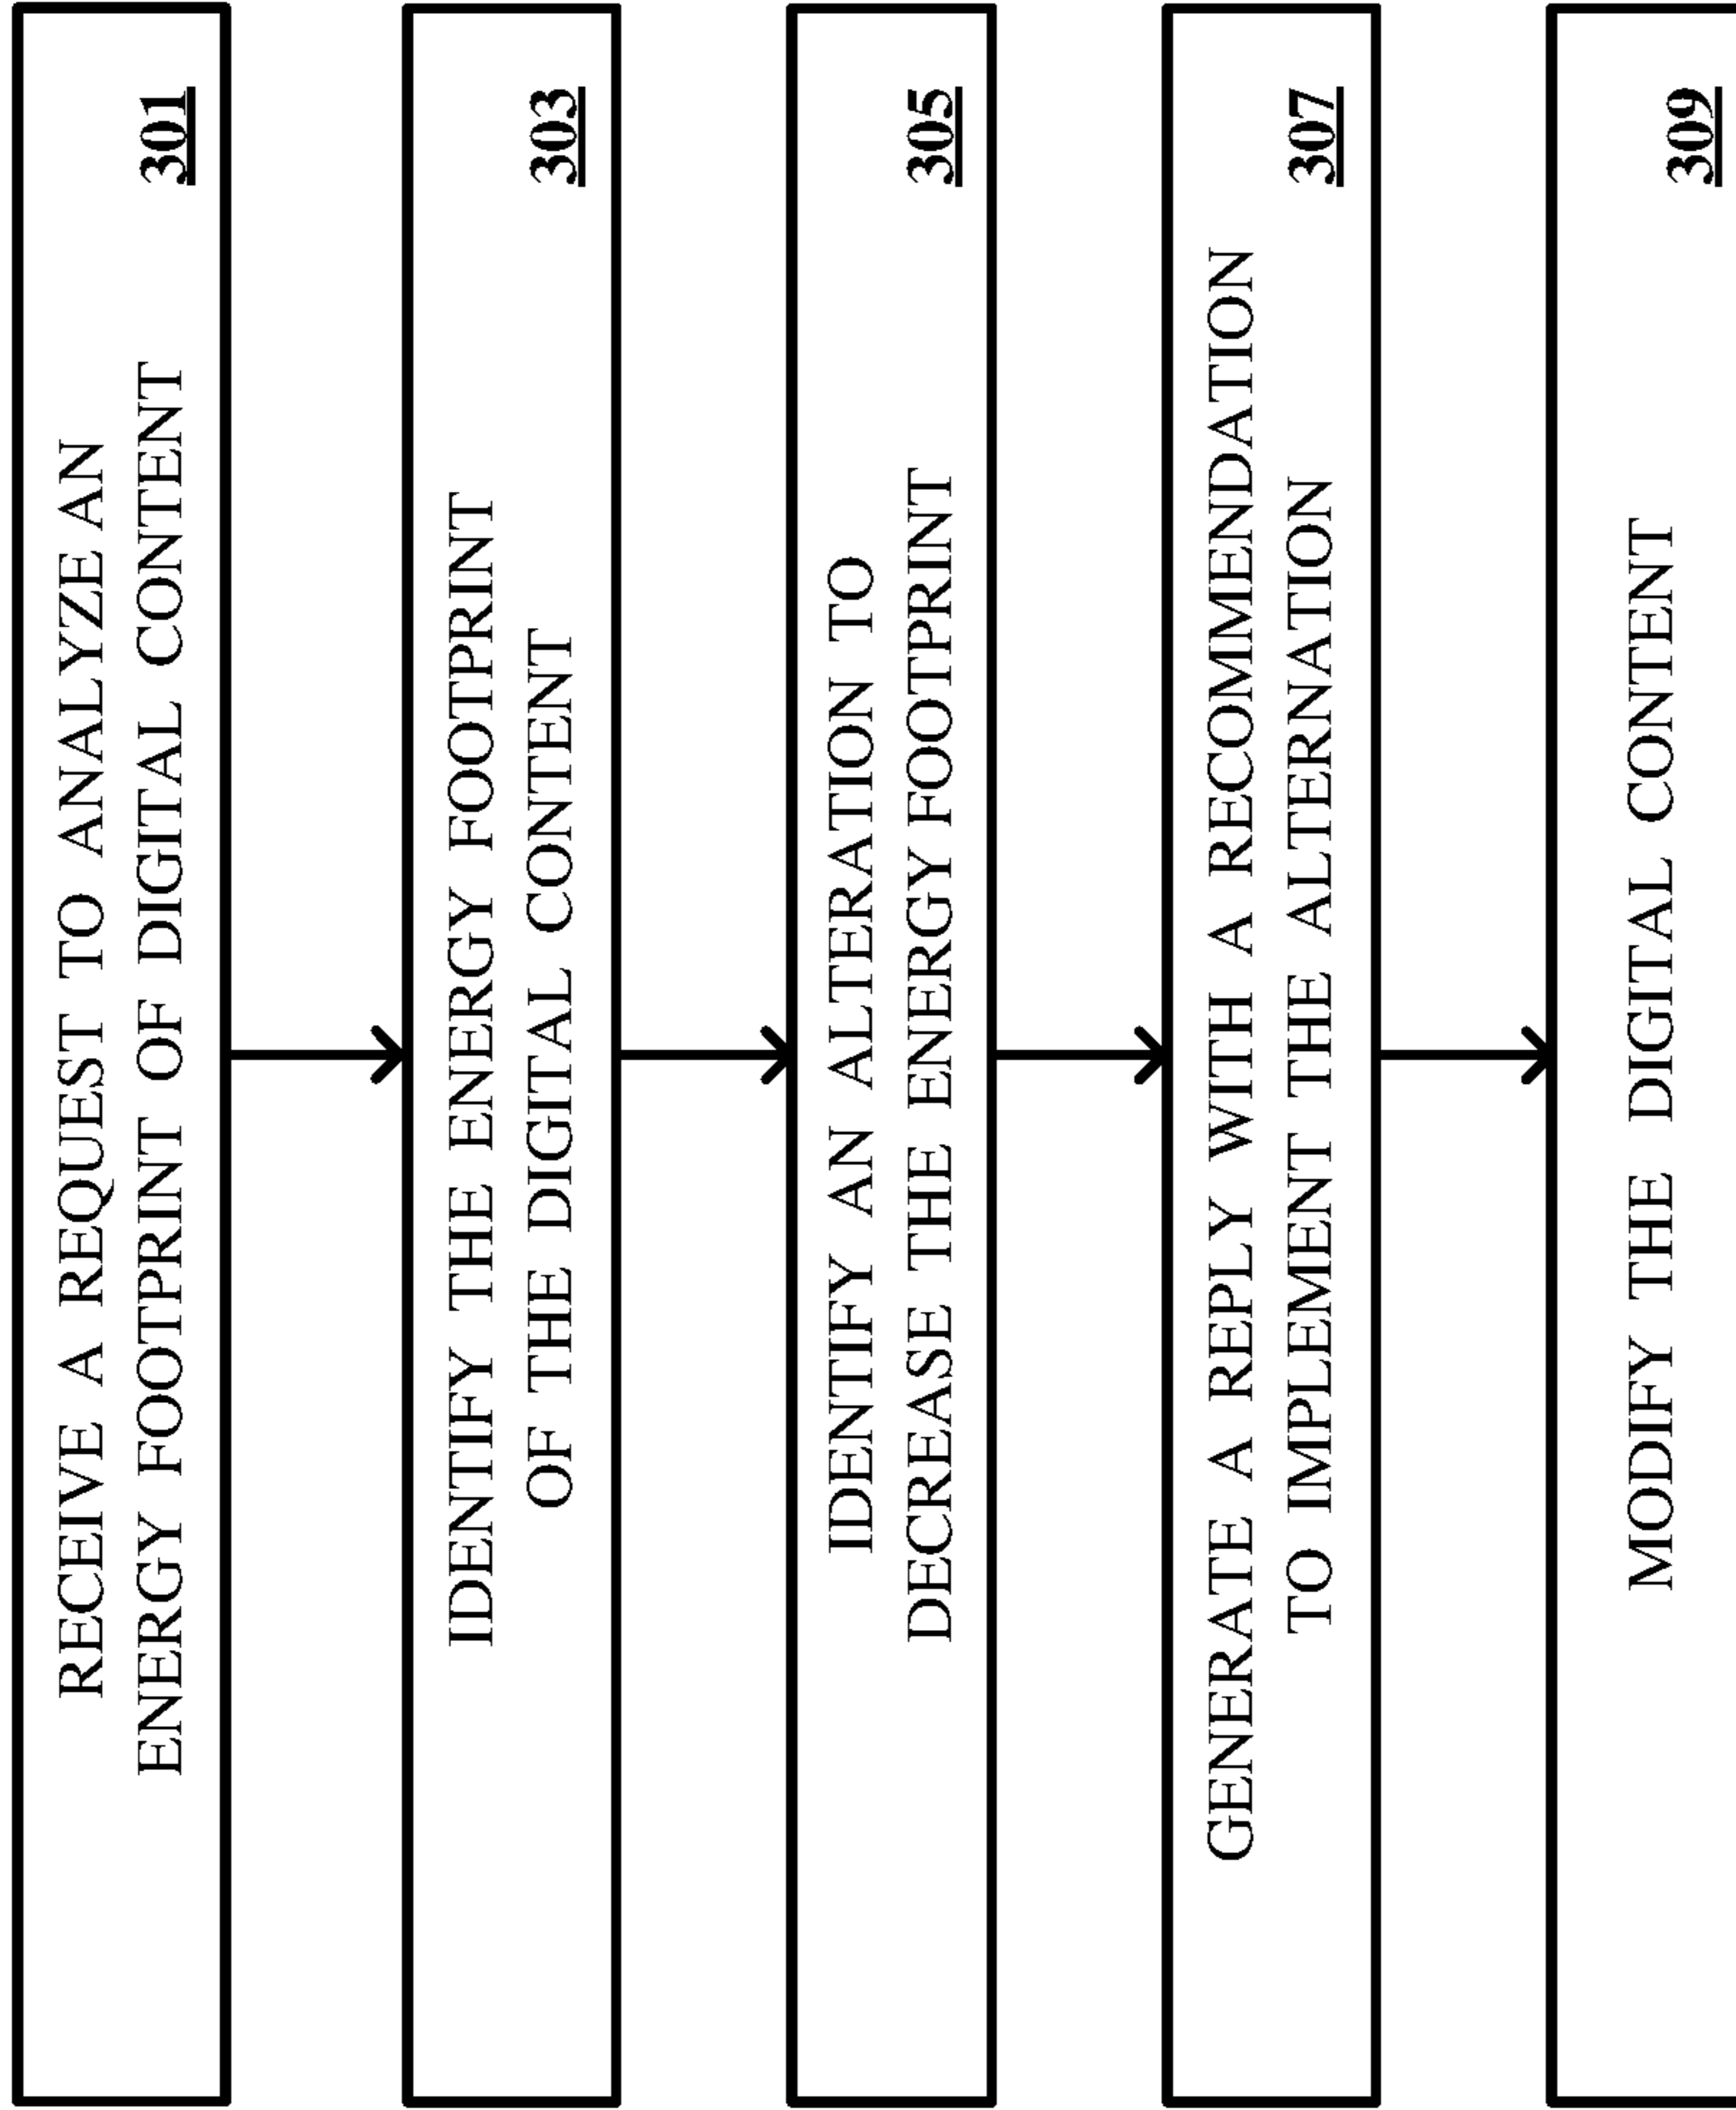 RECEIVE A REQUEST TO ANALYZE AN
ENERGY FOOTPRINT OF DIGITAL CONTENT
301
IDENTIFY THE ENERGY FOOTPRINT
OF THE DIGITAL CONTENT
303
IDENTIFY AN ALTERATION TO
DECREASE THE ENERGY FOOTPRINT
305
GENERATE A REPLY WITH A RECOMMENDATION
TO IMPLEMENT THE ALTERNATION
307
MODIFY THE DIGITAL CONTENT
309